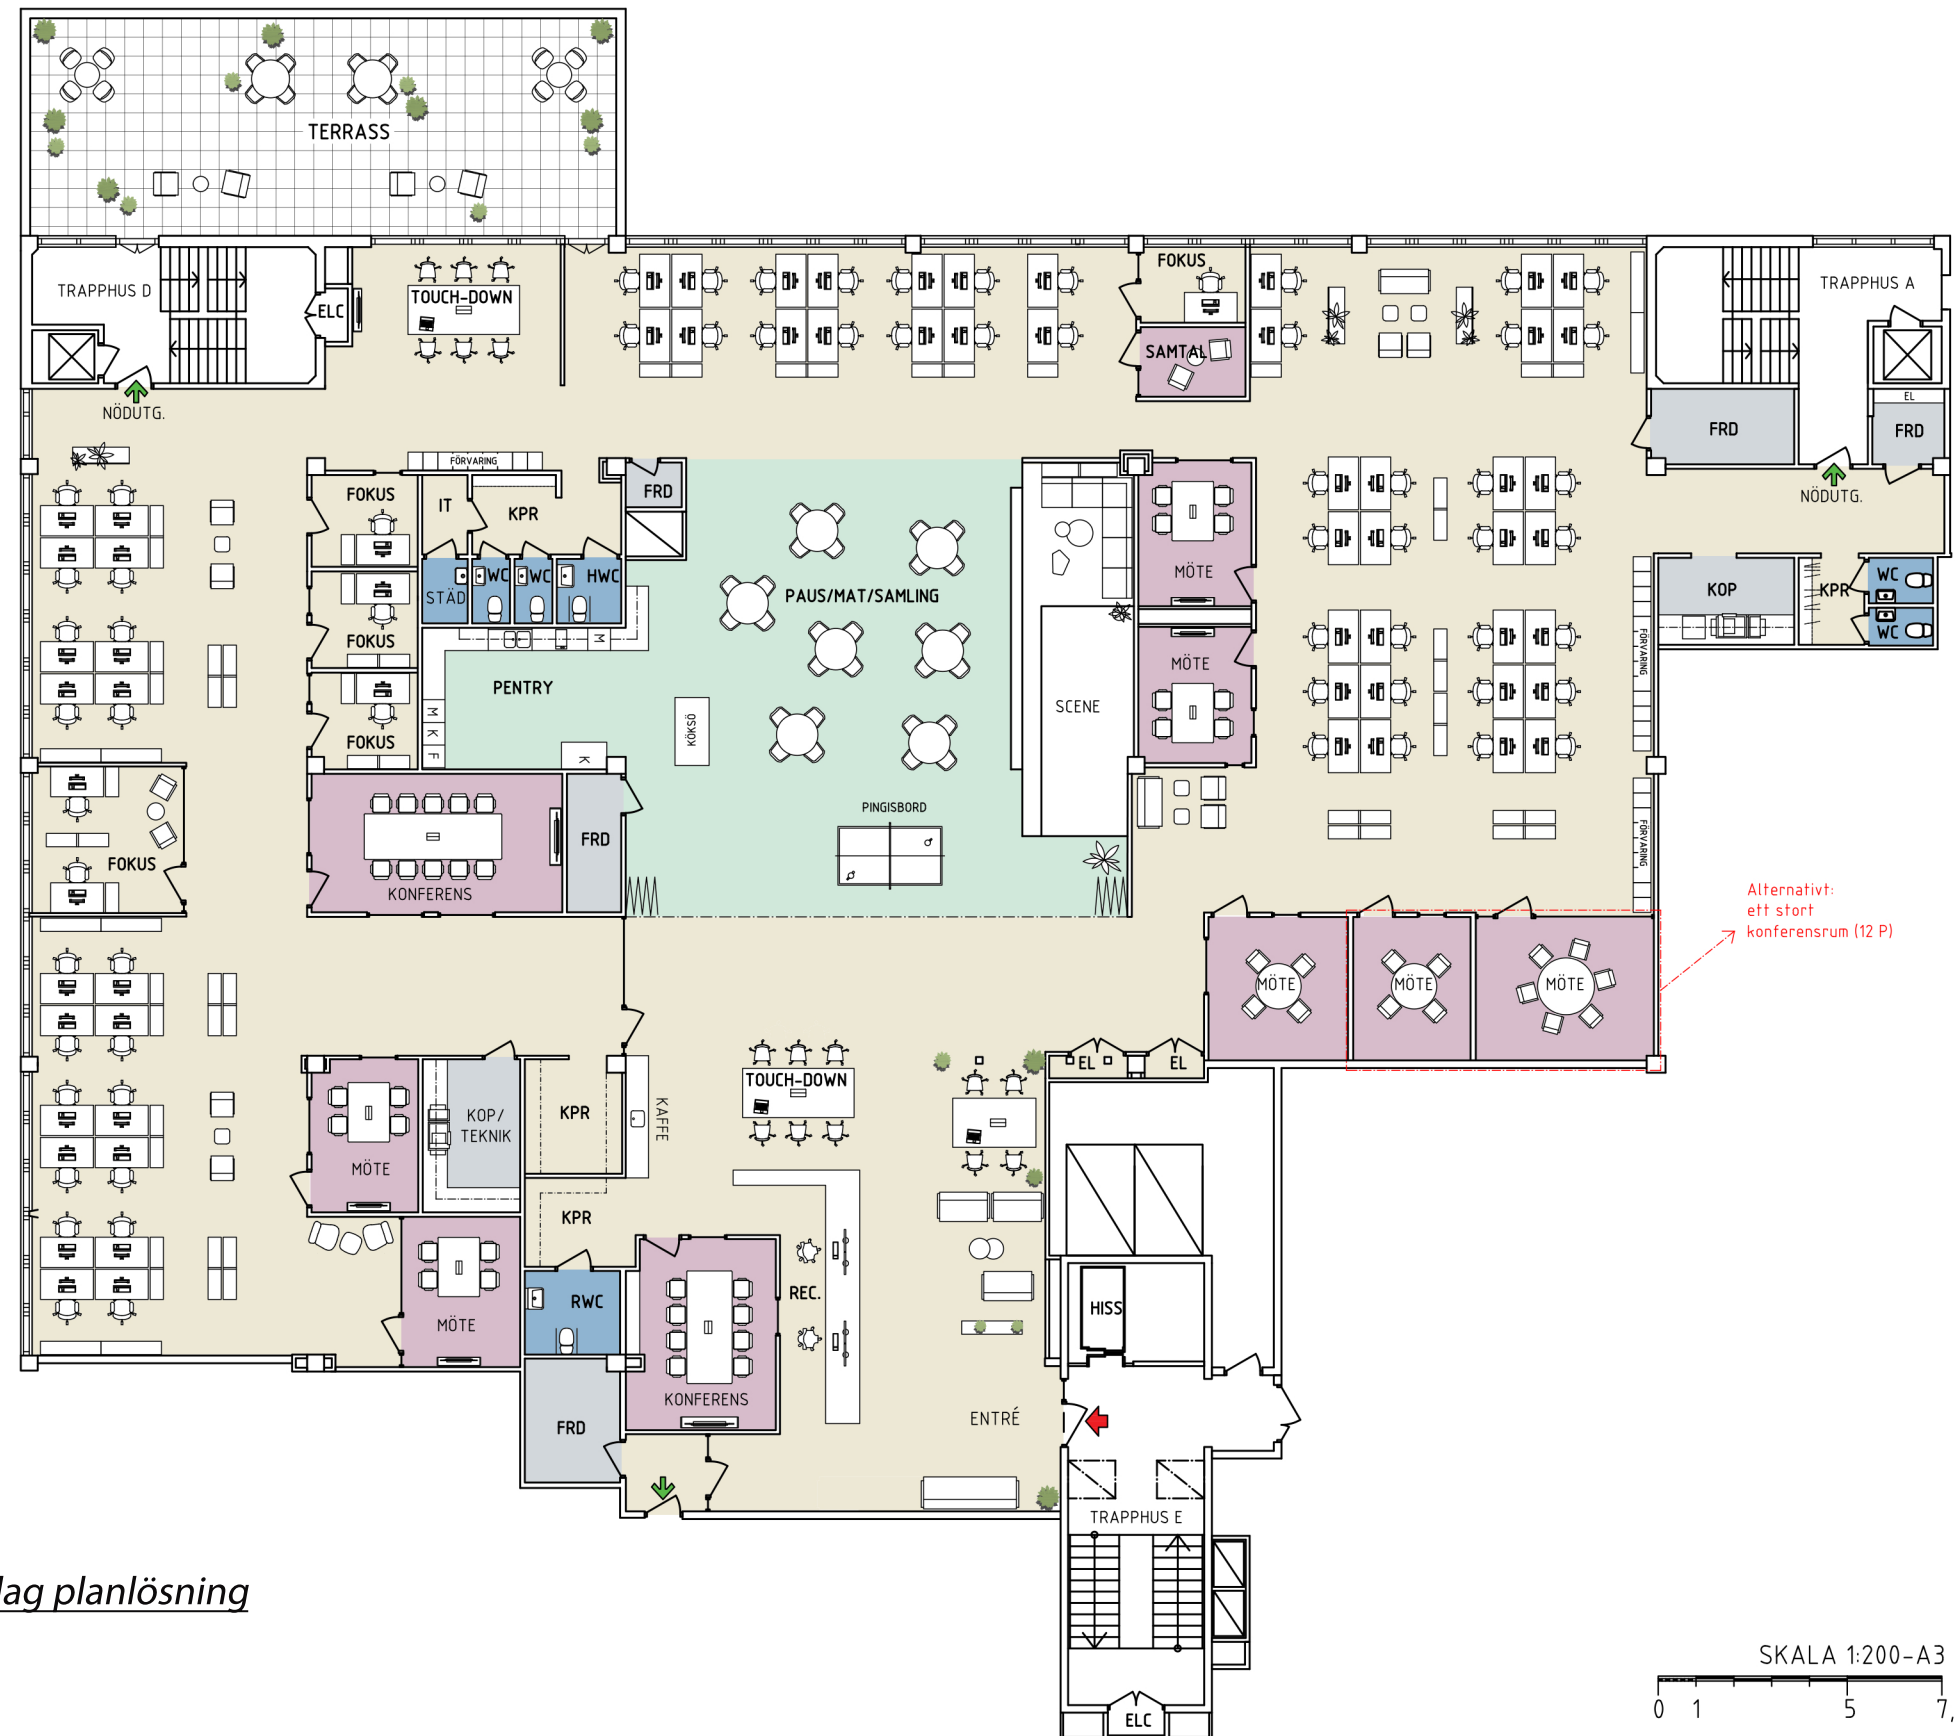 TERRASS
TRAPPHUS D
ELC
TOUCH-DOWN
FOKUS
SAMTAL
TRAPPHUS A
NÖDUTG.
FRD
EL
FRD
NÖDUTG.
FÖRVARING
FOKUS
IT
KPR
FRD
STÄD
WC
WC
HWC
FOKUS
M
PENTRY
M
K
F
K
KÖKSÖ
FOKUS
PAUS/MAT/SAMLING
MÖTE
MÖTE
SCENE
PINGISBORD
KOP
KPR
WC
WC
FÖRVARING
FÖRVARING
FOKUS
KONFERENS
FRD
Alternativt:
ett stort
konferensrum (12 P)
MÖTE
MÖTE
MÖTE
EL
EL
TOUCH-DOWN
MÖTE
KOP/
TEKNIK
KPR
KAFFE
KPR
MÖTE
RWC
REC.
KONFERENS
FRD
HISS
ENTRÉ
TRAPPHUS E
ELC
lag planlösning
SKALA 1:200-A3
0 1 5 7,